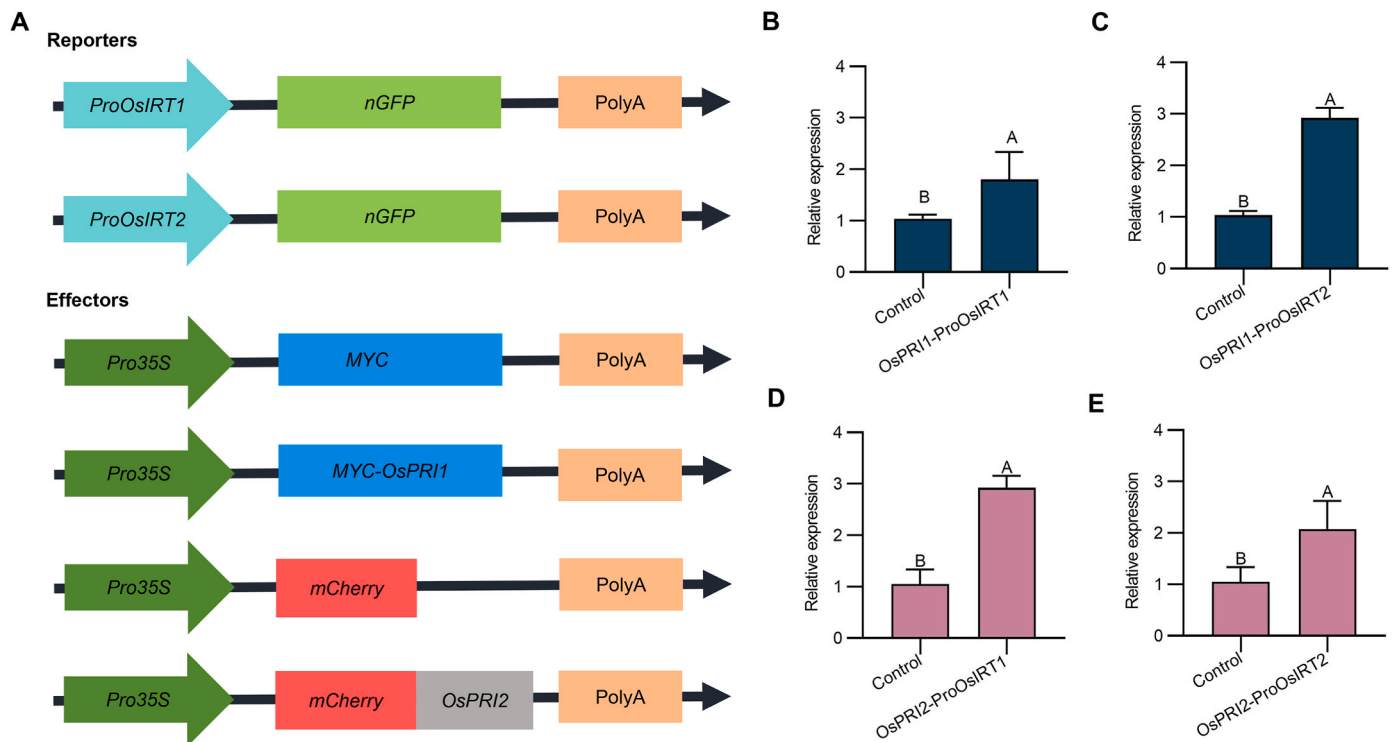 A
Reporters
ProOsIRT1 nGFP PolyA
ProOsIRT2 nGFP PolyA
Effectors
Pro35S MYC PolyA
Pro35S MYC-OsPRI1 PolyA
Pro35S mCherry PolyA
Pro35S mCherry OsPRI2 PolyA
B
Relative expression
4
3
2
1
0
B
A
Control
OsPRI1-ProOsIRT1
C
Relative expression
4
3
2
1
0
B
A
Control
OsPRI1-ProOsIRT2
D
Relative expression
4
3
2
1
0
B
A
Control
OsPRI2-ProOsIRT1
E
Relative expression
4
3
2
1
0
B
A
Control
OsPRI2-ProOsIRT2